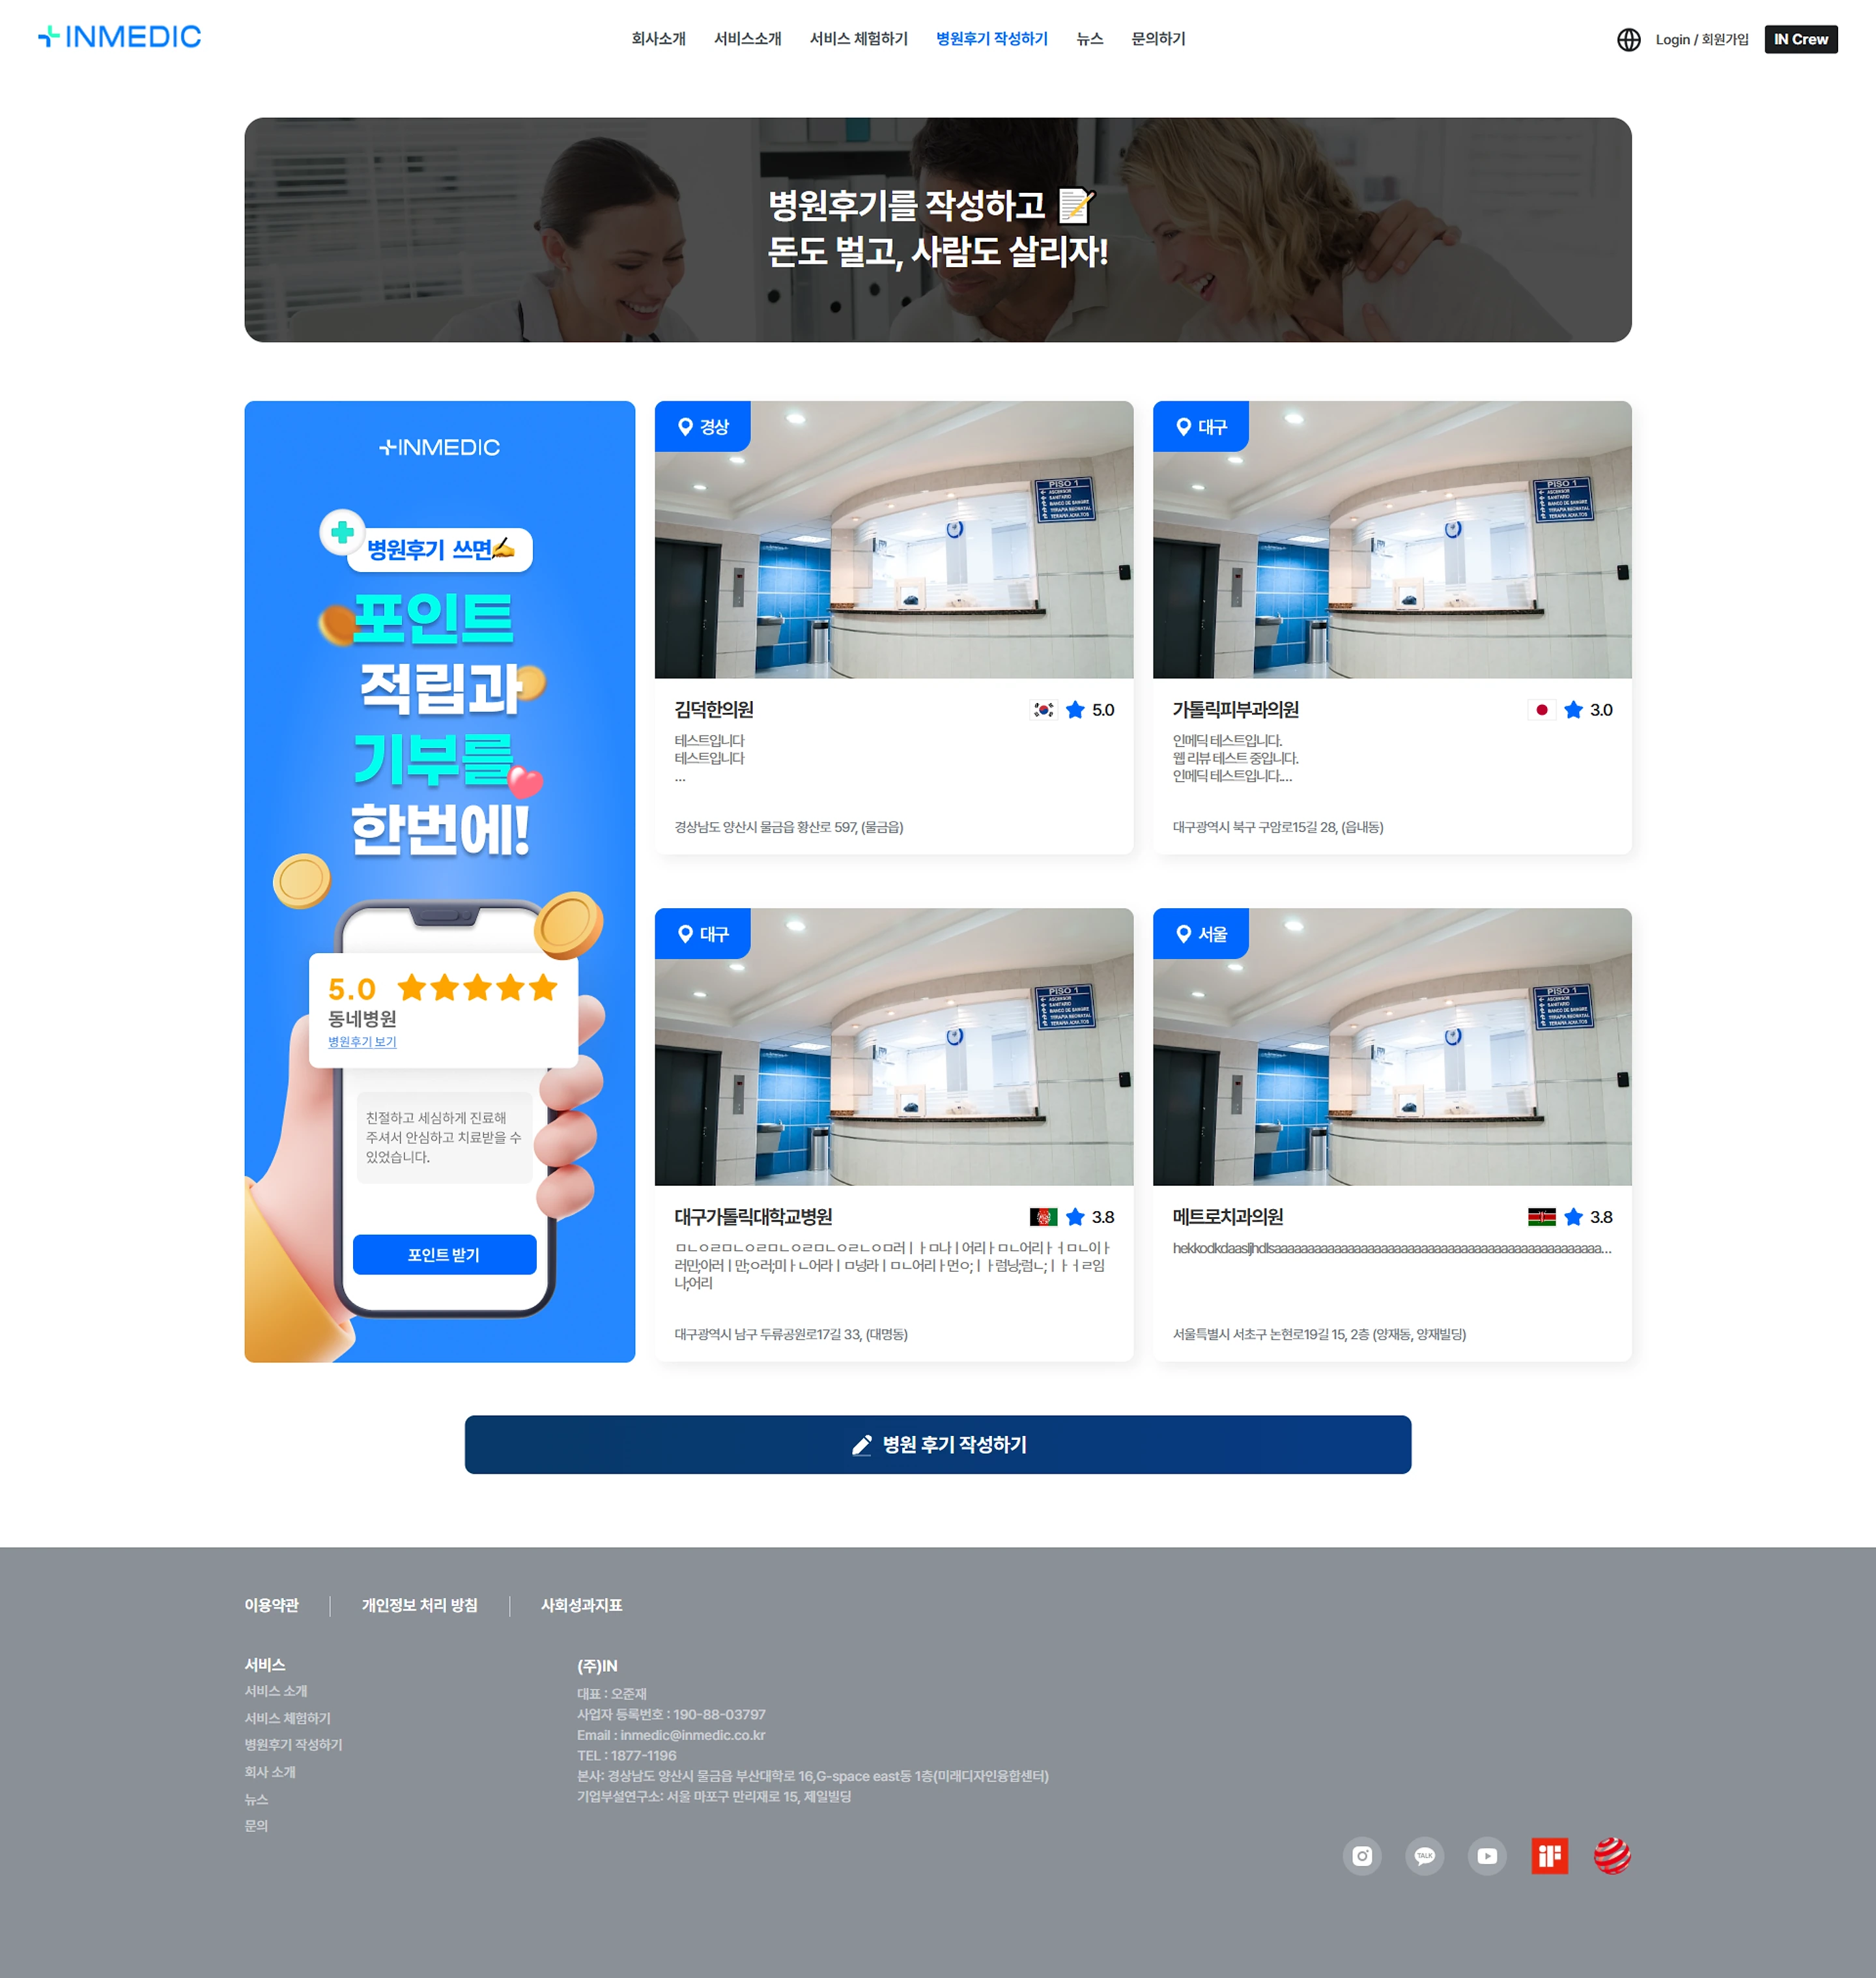 INMEDIC
회사소개
서비스소개
서비스 체험하기
병원후기 작성하기
뉴스
문의하기
Login / 회원가입
IN Crew
병원후기를 작성하고
돈도 벌고, 사람도 살리자!
INMEDIC
병원후기 쓰면
포인트
적립과
기부를
한번에!
5.0
동네병원
병원후기 보기
친절하고 세심하게 진료해
주셔서 안심하고 치료받을 수
있었습니다.
포인트 받기
경상
PISO 1
김덕한의원
5.0
테스트입니다
테스트입니다
...
경상남도 양산시 물금읍 황산로 597, (물금읍)
대구
PISO 1
가톨릭피부과의원
3.0
인메딕 테스트입니다.
웹 리뷰 테스트 중입니다.
인메딕 테스트입니다....
대구광역시 북구 구암로15길 28, (읍내동)
대구
PISO 1
대구가톨릭대학교병원
3.8
대구광역시 남구 두류공원로17길 33, (대명동)
서울
PISO 1
메트로치과의원
3.8
서울특별시 서초구 논현로19길 15, 2층 (양재동, 양재빌딩)
병원 후기 작성하기
이용약관
개인정보 처리 방침
사회성과지표
서비스
서비스 소개
서비스 체험하기
병원후기 작성하기
회사 소개
뉴스
문의
(주)IN
대표 : 오준재
사업자 등록번호 : 190-88-03797
Email : inmedic@inmedic.co.kr
TEL : 1877-1196
본사: 경상남도 양산시 물금읍 부산대학로 16,G-space east동 1층(미래디자인융합센터)
기업부설연구소: 서울 마포구 만리재로 15, 제일빌딩
TALK
iF